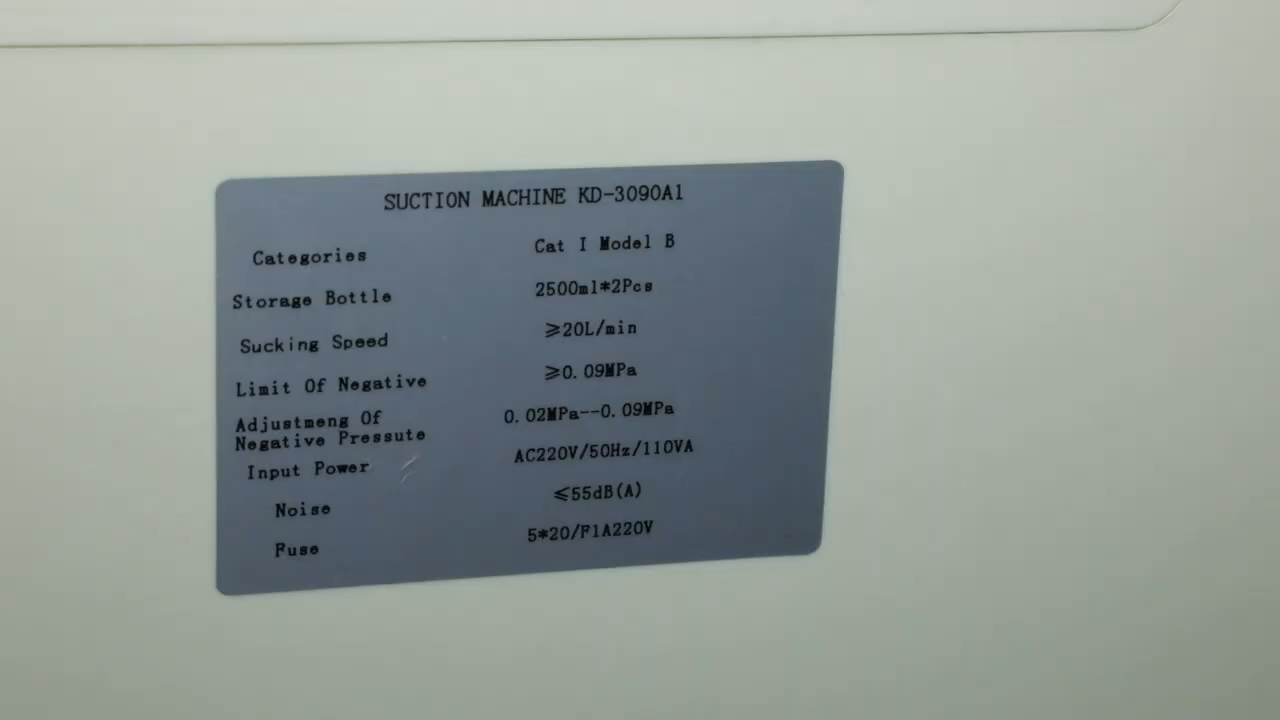 SUCTION MACHINE KD-3090A1
Categories Cat I Model B
Storage Bottle 2500ml*2Pcs
Sucking Speed ≥20L/min
Limit Of Negative ≥0.09MPa
Adjustmeng Of
Negative Pressute 0.02MPa--0.09MPa
Input Power AC220V/50Hz/110VA
Noise ≤55dB(A)
Fuse 5*20/F1A220V